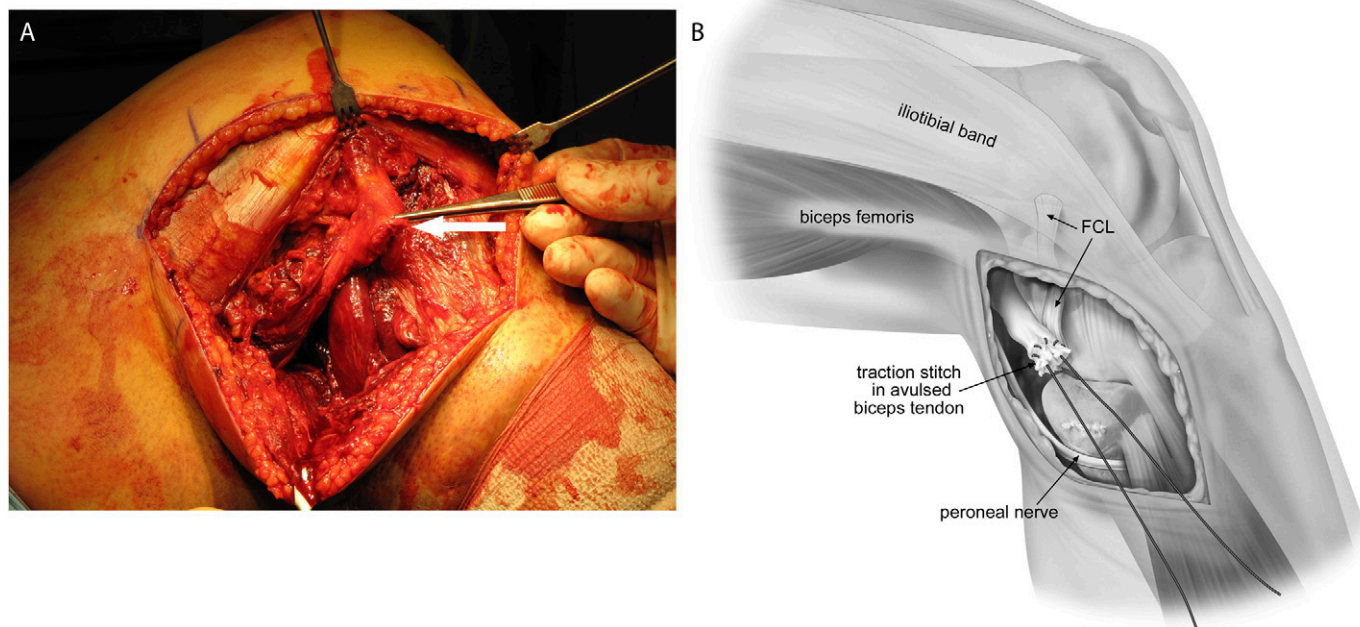 A
B
iliotibial band
biceps femoris
FCL
traction stitch
in avulsed
biceps tendon
peroneal nerve